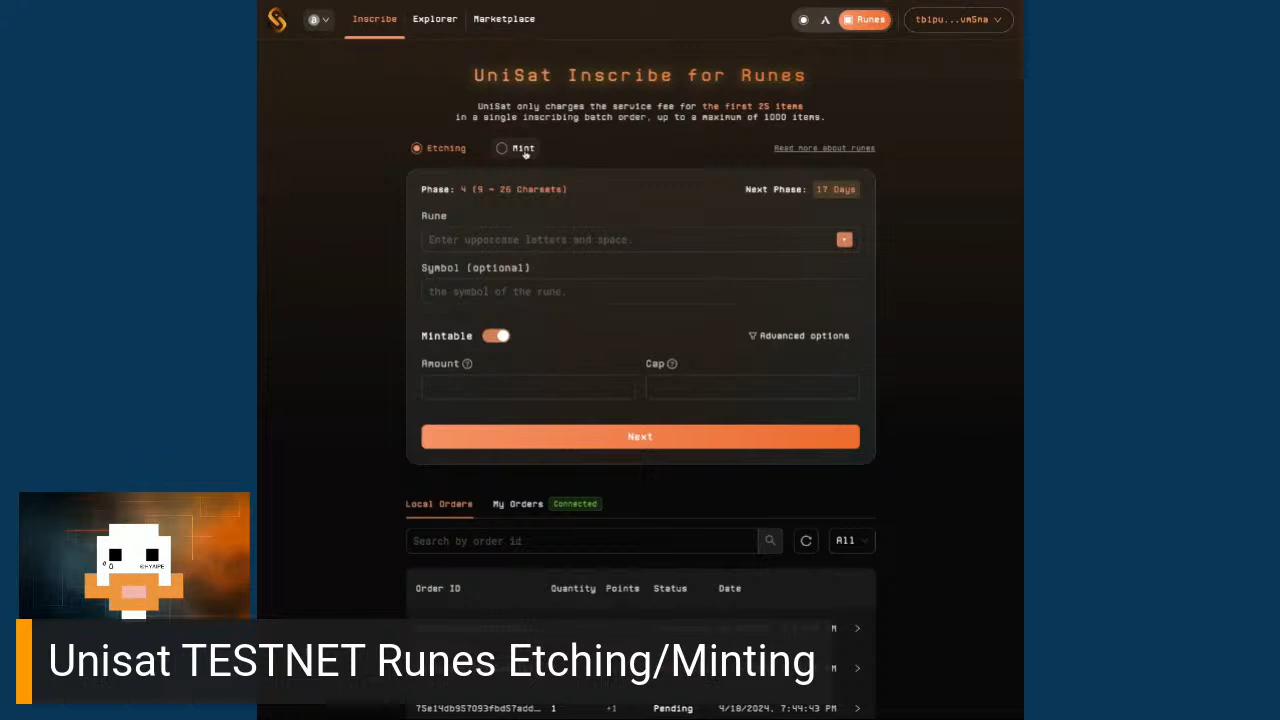 Inscribe Explorer Marketplace Runes tb1pu...vm5ma
UniSat Inscribe for Runes
UniSat only charges the service fee for the first 25 items
in a single inscribing batch order, up to a maximum of 1000 items.
Etching Mint Read more about runes
Phase: 4 (9 ~ 26 Charsets) Next Phase: 17 Days
Rune
Enter uppercase letters and space.
Symbol (optional)
the symbol of the rune.
Mintable Advanced options
Amount Cap
Next
Local Orders My Orders Connected
Search by order id All
Order ID Quantity Points Status Date
M
M
75e14db957093fbd57add... 1 +1 Pending 4/18/2024, 7:44:43 PM
Unisat TESTNET Runes Etching/Minting